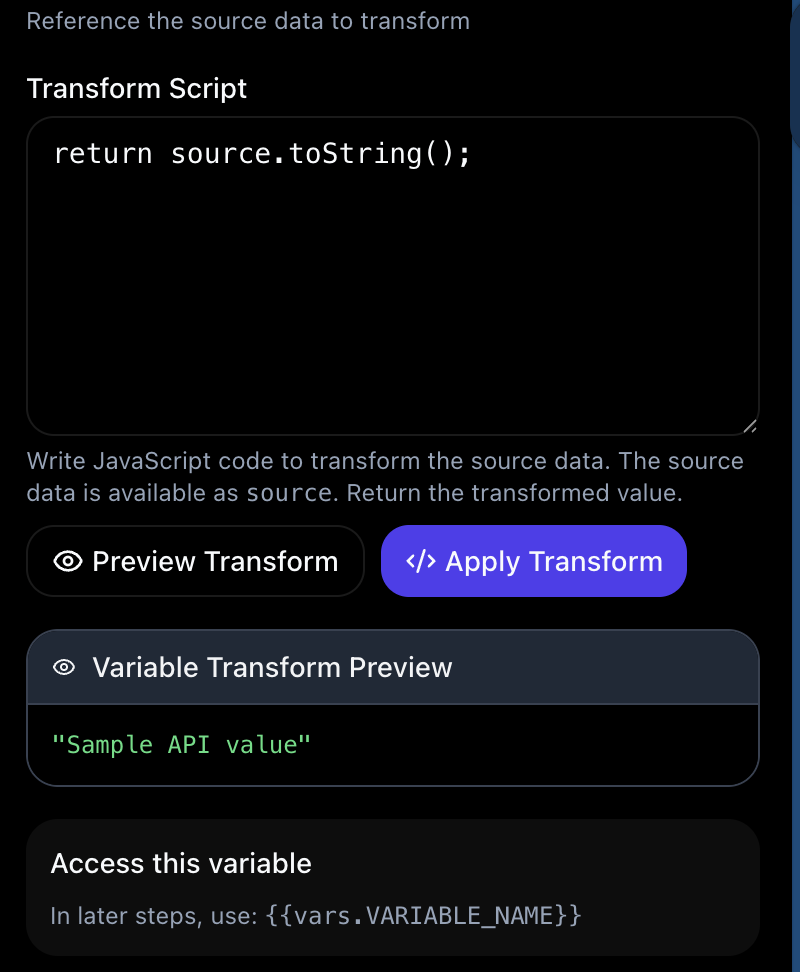 Reference the source data to transform
Transform Script
return source.toString();
Write JavaScript code to transform the source data. The source
data is available as source. Return the transformed value.
Preview Transform
</> Apply Transform
Variable Transform Preview
"Sample API value"
Access this variable
In later steps, use: {{vars.VARIABLE_NAME}}